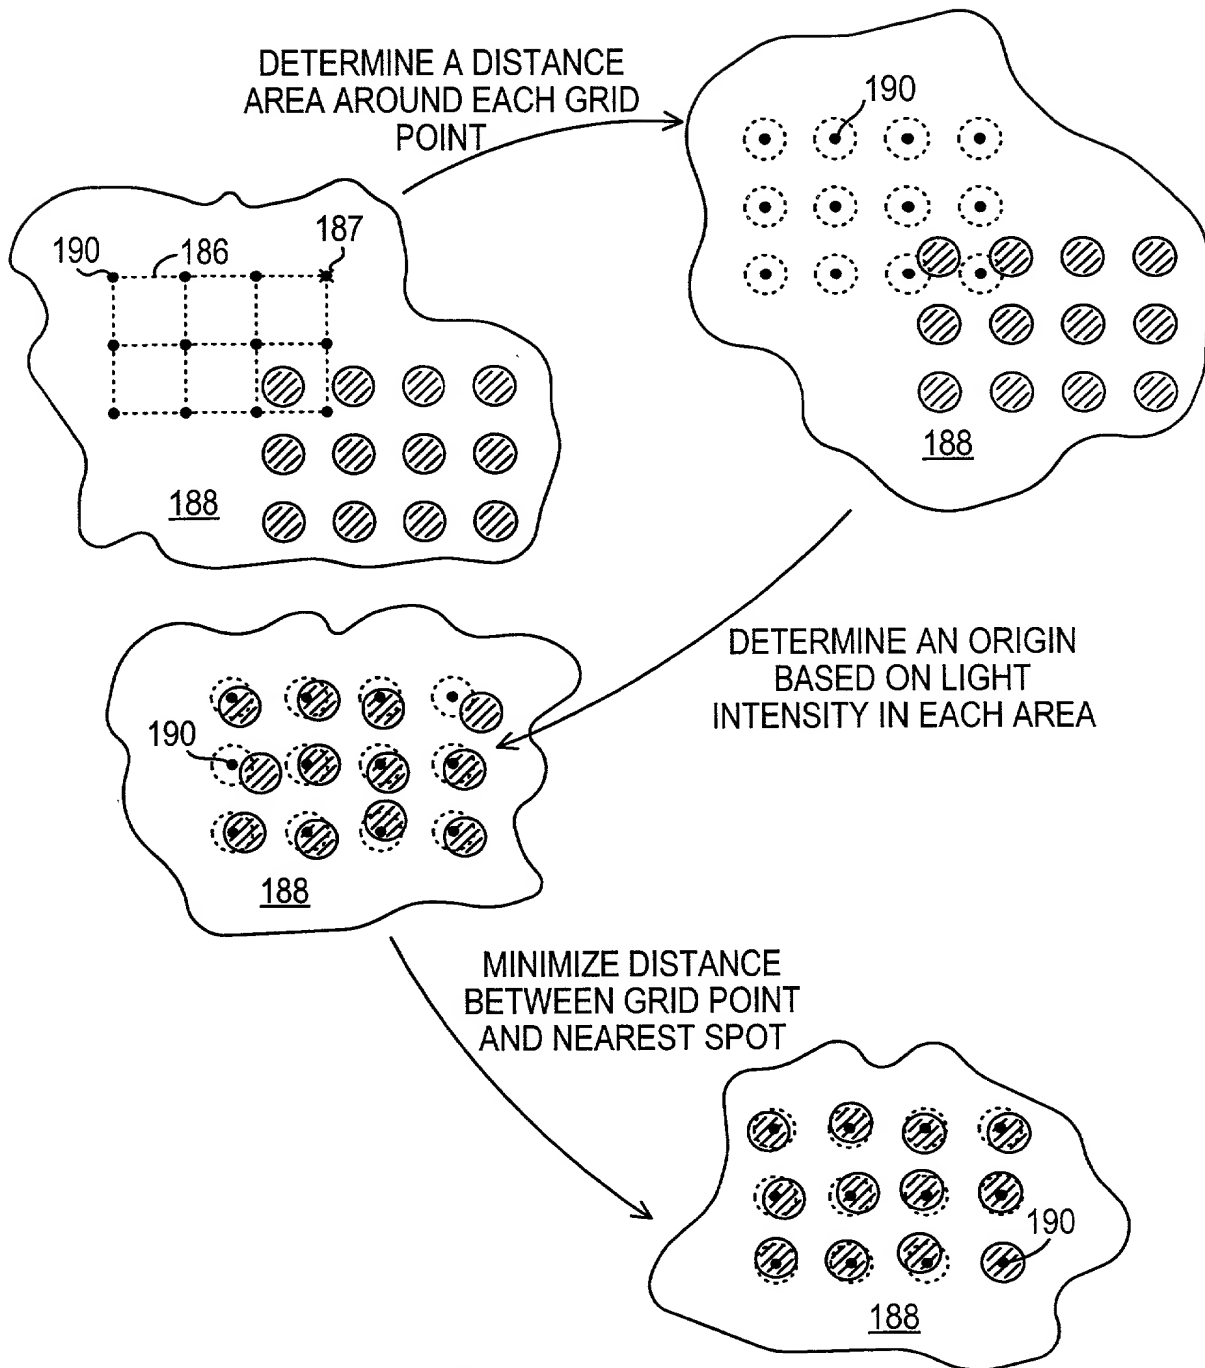 DETERMINE A DISTANCE
AREA AROUND EACH GRID
POINT
190
190
186
187
188
188
DETERMINE AN ORIGIN
BASED ON LIGHT
INTENSITY IN EACH AREA
190
188
MINIMIZE DISTANCE
BETWEEN GRID POINT
AND NEAREST SPOT
190
188